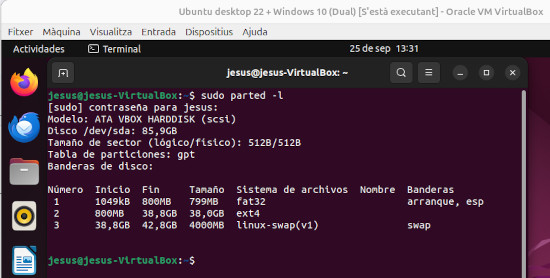 Ubuntu desktop 22 + Windows 10 (Dual) [S'està executant] - Oracle VM VirtualBox
Fitxer Màquina Visualitza Entrada Dispositius Ajuda
Actividades Terminal 25 de sep 13:31
jesus@jesus-VirtualBox: ~
jesus@jesus-VirtualBox:~$ sudo parted -l
[sudo] contraseña para jesus:
Modelo: ATA VBOX HARDDISK (scsi)
Disco /dev/sda: 85,9GB
Tamaño de sector (lógico/físico): 512B/512B
Tabla de particiones: gpt
Banderas de disco:
Número Inicio Fin Tamaño Sistema de archivos Nombre Banderas
1 1049kB 800MB 799MB fat32 arranque, esp
2 800MB 38,8GB 38,0GB ext4
3 38,8GB 42,8GB 4000MB linux-swap(v1) swap
jesus@jesus-VirtualBox:~$